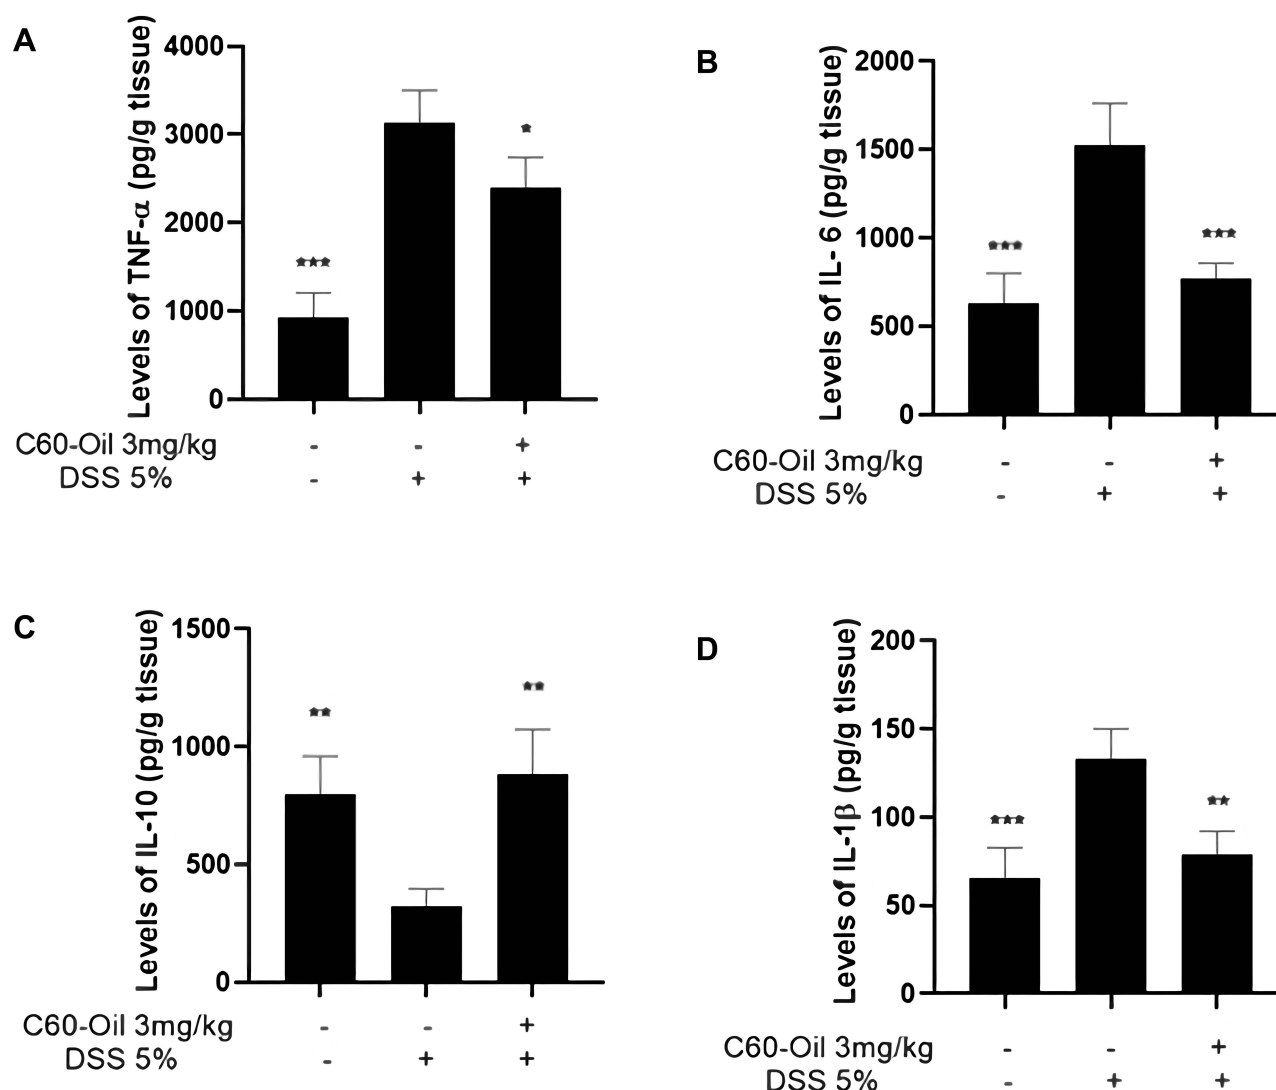 A
Levels of TNF-α (pg/g tissue)
4000
3000
2000
1000
0
***
*
C60-Oil 3mg/kg - - +
DSS 5% - + +
B
Levels of IL- 6 (pg/g tissue)
2000
1500
1000
500
0
***
***
C60-Oil 3mg/kg - - +
DSS 5% - + +
C
Levels of IL-10 (pg/g tissue)
1500
1000
500
0
**
**
C60-Oil 3mg/kg - - +
DSS 5% - + +
D
Levels of IL-1β (pg/g tissue)
200
150
100
50
0
***
**
C60-Oil 3mg/kg - - +
DSS 5% - + +